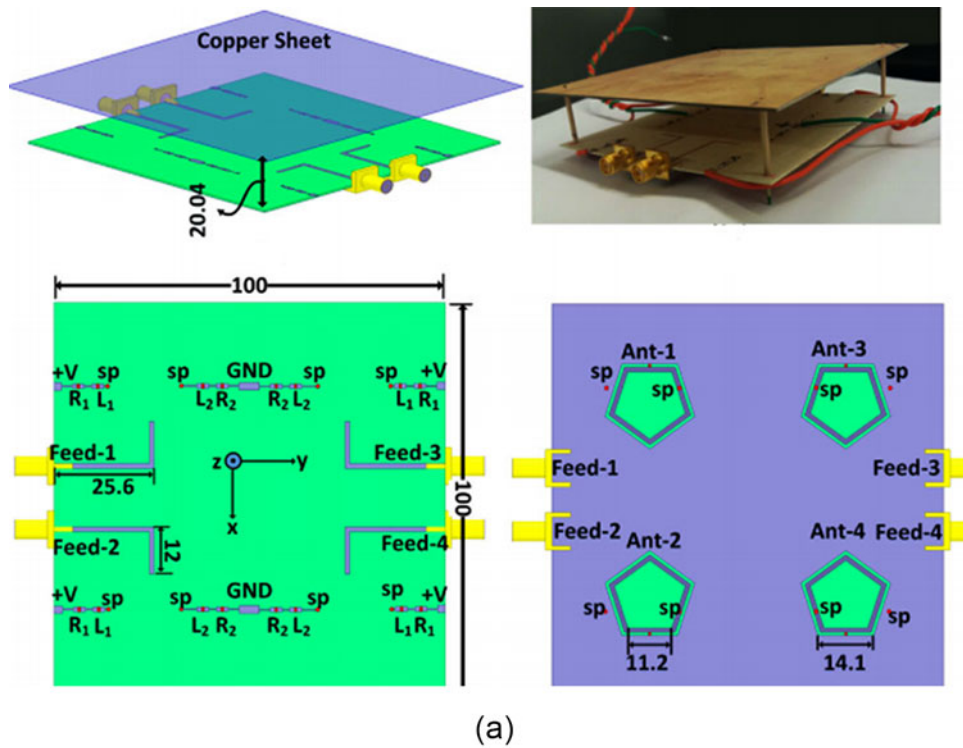 Copper Sheet
20.04
100
+V sp GND sp +V
sp sp
R₁ L₁ L₂ R₂ R₂ L₂ L₁ R₁
Feed-1 Feed-3
z y
25.6
x
100
Feed-2 12 Feed-4
+V sp GND sp +V
sp sp
R₁ L₁ L₂ R₂ R₂ L₂ L₁ R₁
Ant-1 Ant-3
sp sp sp sp
Feed-1 Feed-3
Feed-2 Feed-4
Ant-2 Ant-4
sp sp sp sp
11.2 14.1
(a)